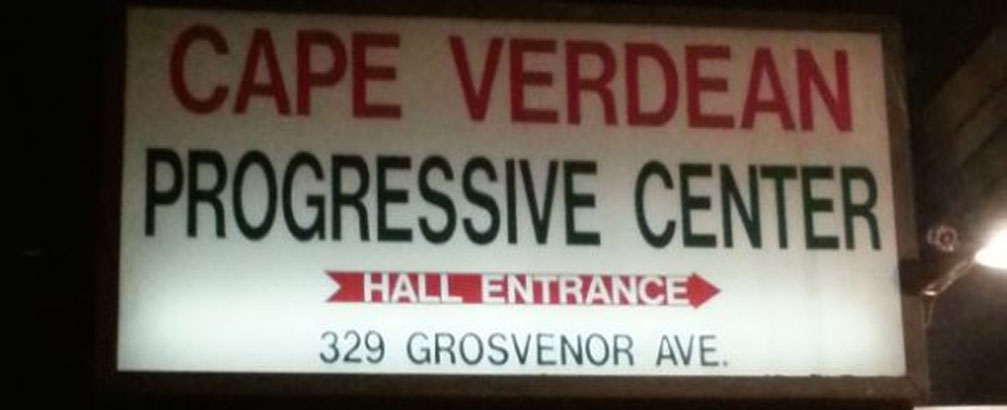 CAPE VERDEAN
PROGRESSIVE CENTER
HALL ENTRANCE
329 GROSVENOR AVE.